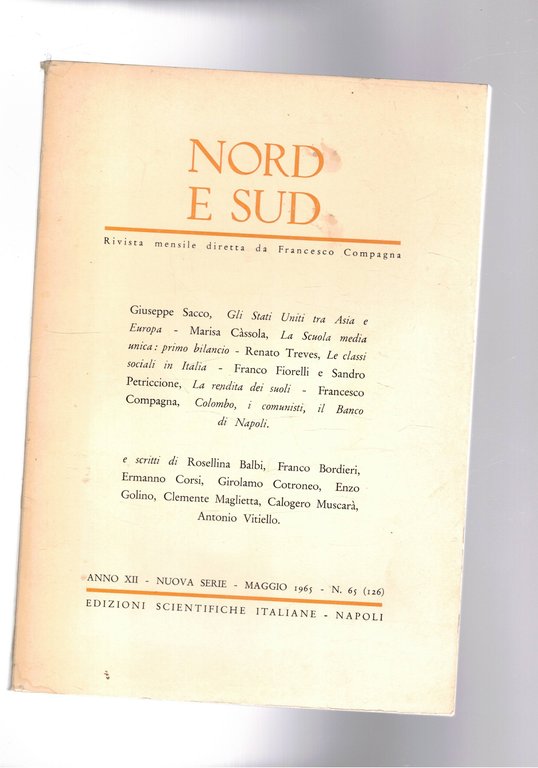 NORD
E SUD
Rivista mensile diretta da Francesco Compagna
Giuseppe Sacco, Gli Stati Uniti tra Asia e
Europa - Marisa Càssola, La Scuola media
unica: primo bilancio - Renato Treves, Le classi
sociali in Italia - Franco Fiorelli e Sandro
Petriccione, La rendita dei suoli - Francesco
Compagna, Colombo, i comunisti, il Banco
di Napoli.
e scritti di Rosellina Balbi, Franco Bordieri,
Ermanno Corsi, Girolamo Cotroneo, Enzo
Golino, Clemente Maglietta, Calogero Muscarà,
Antonio Vitiello.
ANNO XII - NUOVA SERIE - MAGGIO 1965 - N. 65 (126)
EDIZIONI SCIENTIFICHE ITALIANE - NAPOLI